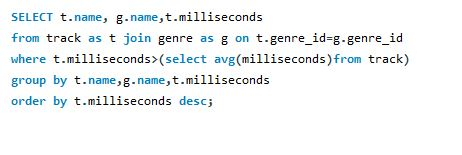 SELECT t.name, g.name,t.milliseconds
from track as t join genre as g on t.genre_id=g.genre_id
where t.milliseconds>(select avg(milliseconds)from track)
group by t.name,g.name,t.milliseconds
order by t.milliseconds desc;